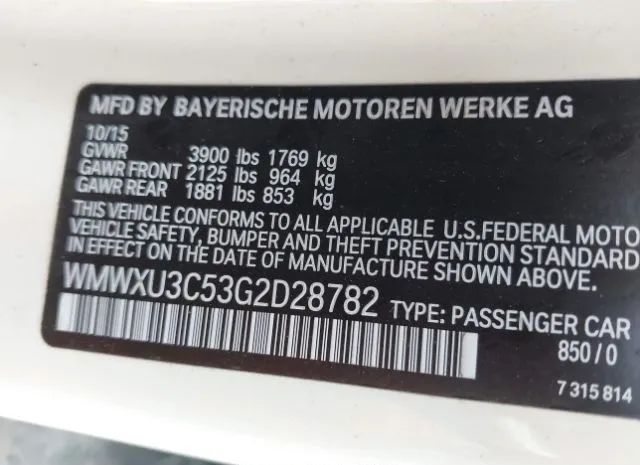 MFD BY BAYERISCHE MOTOREN WERKE AG
10/15
GVWR 3900 lbs 1769 kg
GAWR FRONT 2125 lbs 964 kg
GAWR REAR 1881 lbs 853 kg
THIS VEHICLE CONFORMS TO ALL APPLICABLE U.S.FEDERAL MOTO
VEHICLE SAFETY, BUMPER AND THEFT PREVENTION STANDARD
IN EFFECT ON THE DATE OF MANUFACTURE SHOWN ABOVE.
WMWXU3C53G2D28782 TYPE: PASSENGER CAR
850/0
7 315 814